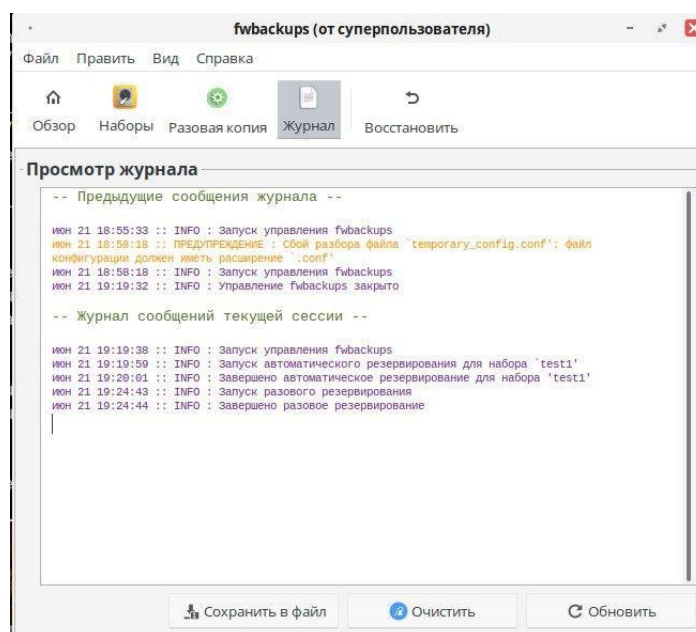 fwbackups (от суперпользователя)
Файл Править Вид Справка
Обзор Наборы Разовая копия Журнал Восстановить
Просмотр журнала
-- Предыдущие сообщения журнала --
июн 21 18:55:33 :: INFO : Запуск управления fwbackups
июн 21 18:58:18 :: ПРЕДУПРЕЖДЕНИЕ : Сбой разбора файла `temporary_config.conf': файл
конфигурации должен иметь расширение `.conf'
июн 21 18:58:18 :: INFO : Запуск управления fwbackups
июн 21 19:19:32 :: INFO : Управление fwbackups закрыто
-- Журнал сообщений текущей сессии --
июн 21 19:19:38 :: INFO : Запуск управления fwbackups
июн 21 19:19:59 :: INFO : Запуск автоматического резервирования для набора `test1'
июн 21 19:20:01 :: INFO : Завершено автоматическое резервирование для набора 'test1'
июн 21 19:24:43 :: INFO : Запуск разового резервирования
июн 21 19:24:44 :: INFO : Завершено разовое резервирование
Сохранить в файл Очистить Обновить